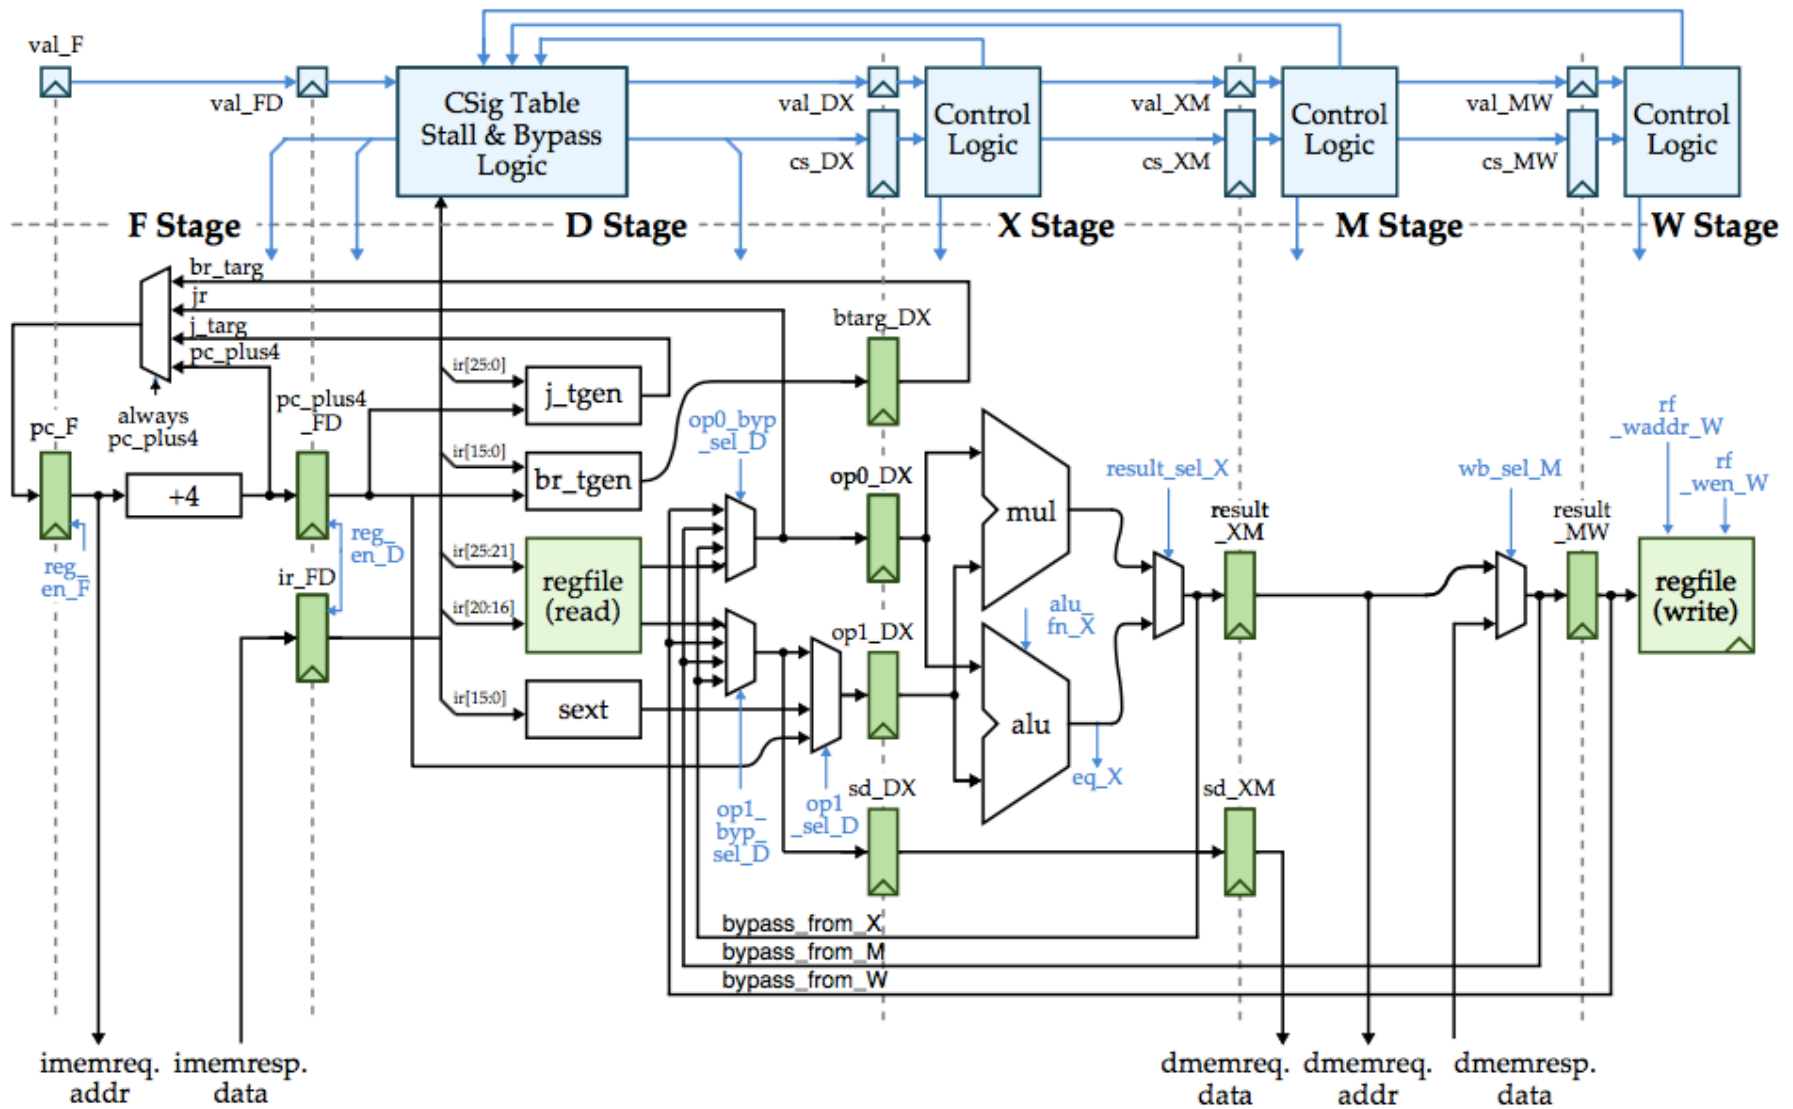 val_F
val_FD
CSig Table
Stall & Bypass
Logic
val_DX
cs_DX
Control
Logic
val_XM
cs_XM
Control
Logic
val_MW
cs_MW
Control
Logic
F Stage
D Stage
X Stage
M Stage
W Stage
br_targ
jr
j_targ
pc_plus4
always
pc_plus4
pc_F
+4
reg_
en_F
pc_plus4
_FD
reg_
en_D
ir_FD
ir[25:0]
j_tgen
ir[15:0]
br_tgen
ir[25:21]
ir[20:16]
regfile
(read)
ir[15:0]
sext
op0_byp
_sel_D
op1_
byp_
sel_D
op1
_sel_D
btarg_DX
op0_DX
op1_DX
sd_DX
mul
alu_
fn_X
alu
eq_X
result_sel_X
result
_XM
sd_XM
wb_sel_M
result
_MW
rf
_waddr_W
rf
_wen_W
regfile
(write)
bypass_from_X
bypass_from_M
bypass_from_W
imemreq.
addr
imemresp.
data
dmemreq.
data
dmemreq.
addr
dmemresp.
data